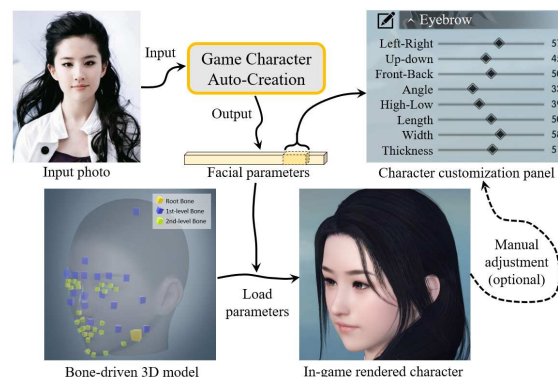 Eyebrow
Input
Game Character
Auto-Creation
Output
Left-Right
Up-down
Front-Back
Angle
High-Low
Length
Width
Thickness
Input photo
Facial parameters
Character customization panel
Root Bone
1st-level Bone
2nd-level Bone
Load
parameters
Manual
adjustment
(optional)
Bone-driven 3D model
In-game rendered character